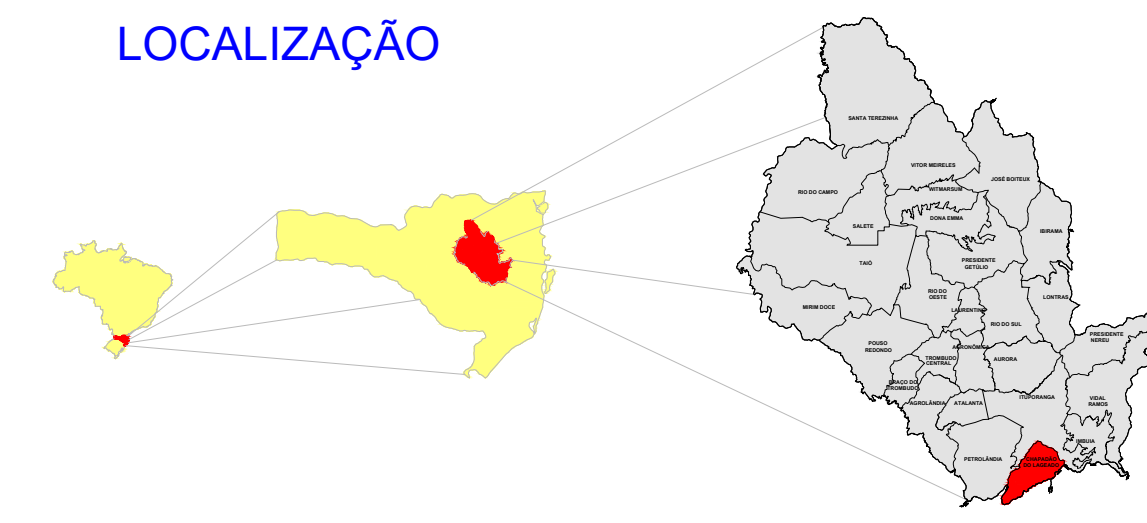 LOCALIZAÇÃO
SANTA TEREZINHA
VITOR MEIRELES
JOSÉ BOITEUX
RIO DO CAMPO
WITMARSUM
DONA EMMA
SALETE
IBIRAMA
TAIÓ
PRESIDENTE
GETÚLIO
RIO DO
OESTE
LONTRAS
MIRIM DOCE
LAURENTINO
RIO DO SUL
PRESIDENTE
NEREU
POUSO
REDONDO
AGRONÔMICA
TROMBUDO
CENTRAL
AURORA
BRAÇO DO
TROMBUDO
AGROLÂNDIA
ATALANTA
ITUPORANGA
VIDAL
RAMOS
IMBUIA
PETROLÂNDIA
CHAPADÃO
DO LAGEADO